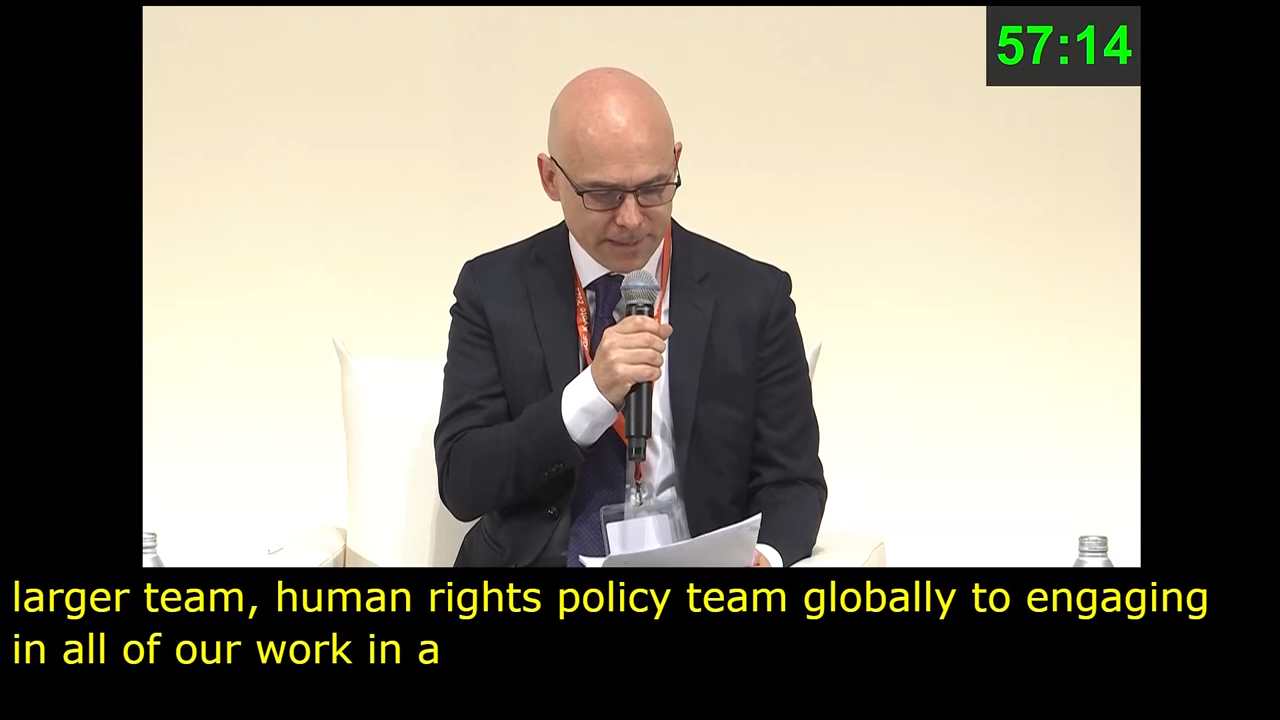 57:14
larger team, human rights policy team globally to engaging
in all of our work in a